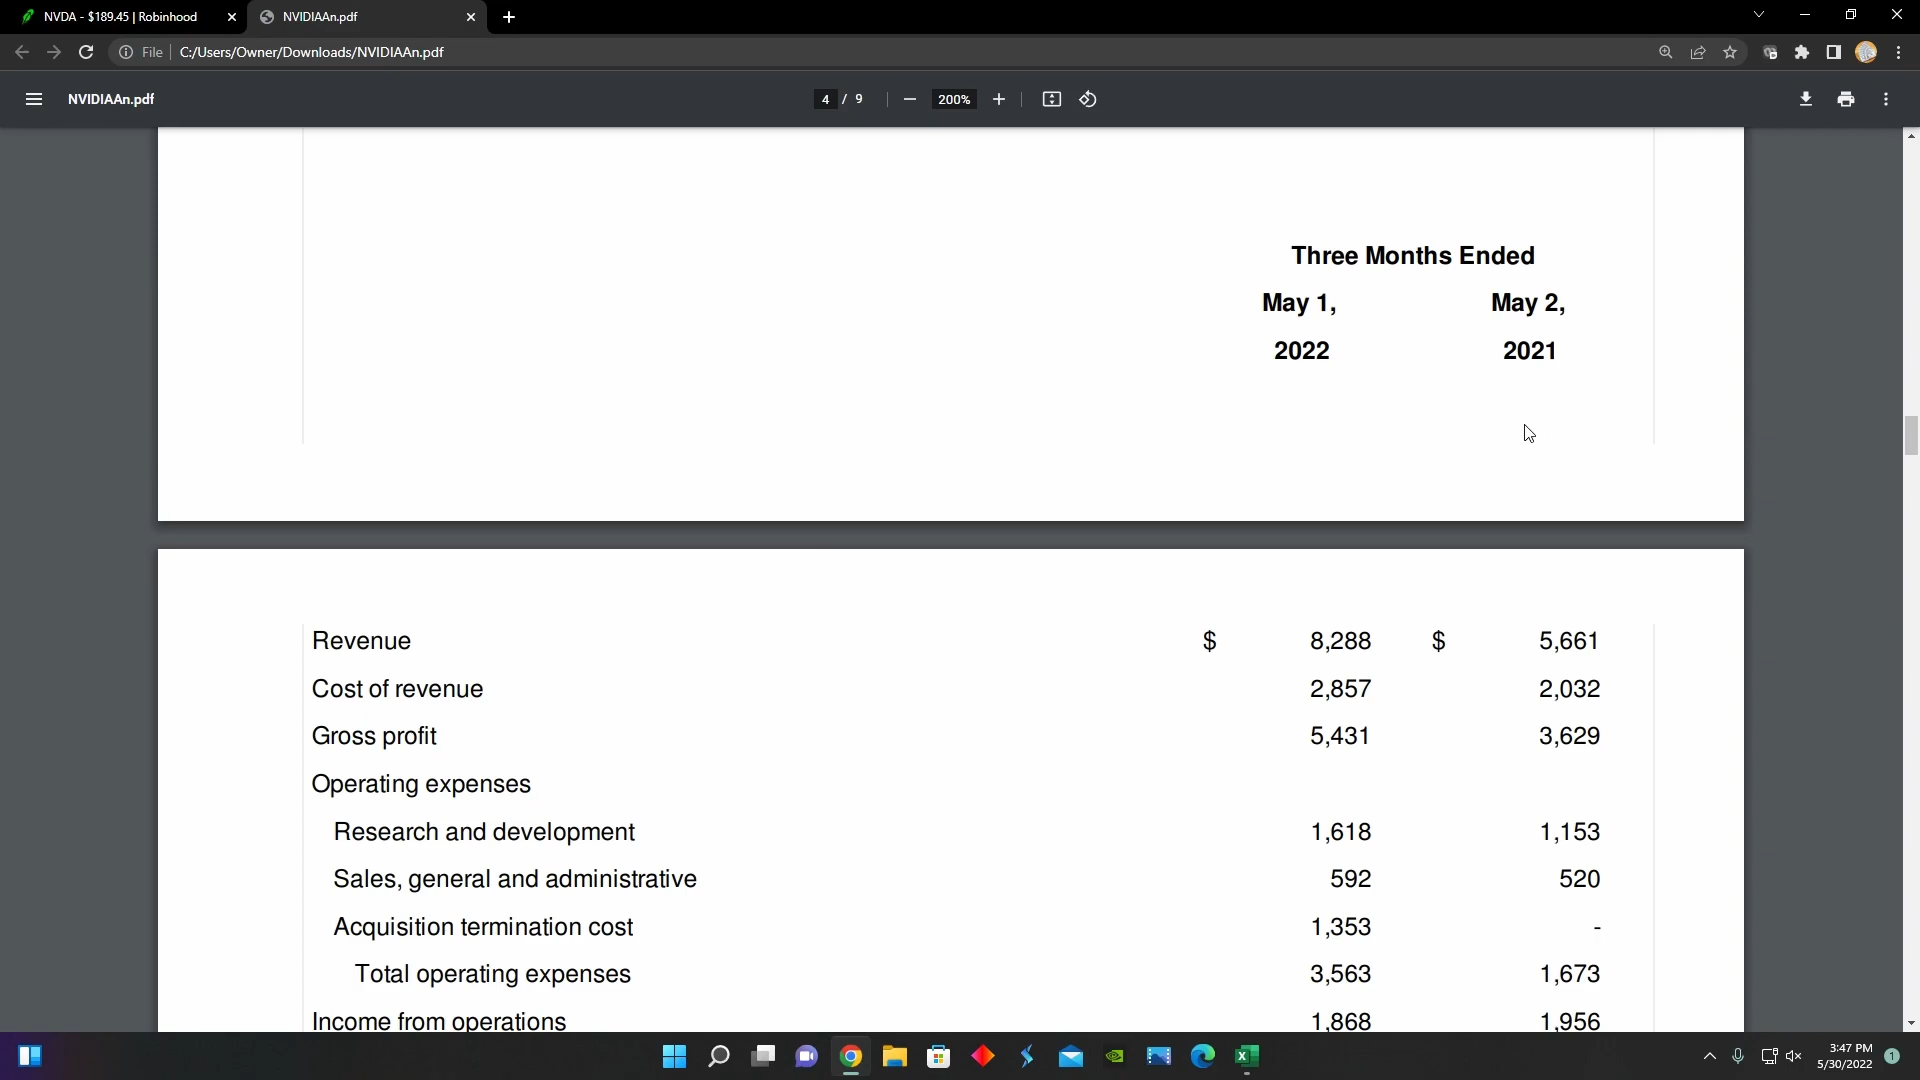 NVDA - $189.45 | Robinhood
NVIDIAAn.pdf
File
C:/Users/Owner/Downloads/NVIDIAAn.pdf
NVIDIAAn.pdf
4 / 9
200%
Three Months Ended
May 1, May 2,
2022 2021
Revenue $ 8,288 $ 5,661
Cost of revenue 2,857 2,032
Gross profit 5,431 3,629
Operating expenses
Research and development 1,618 1,153
Sales, general and administrative 592 520
Acquisition termination cost 1,353 -
Total operating expenses 3,563 1,673
Income from operations 1,868 1,956
3:47 PM
5/30/2022
1